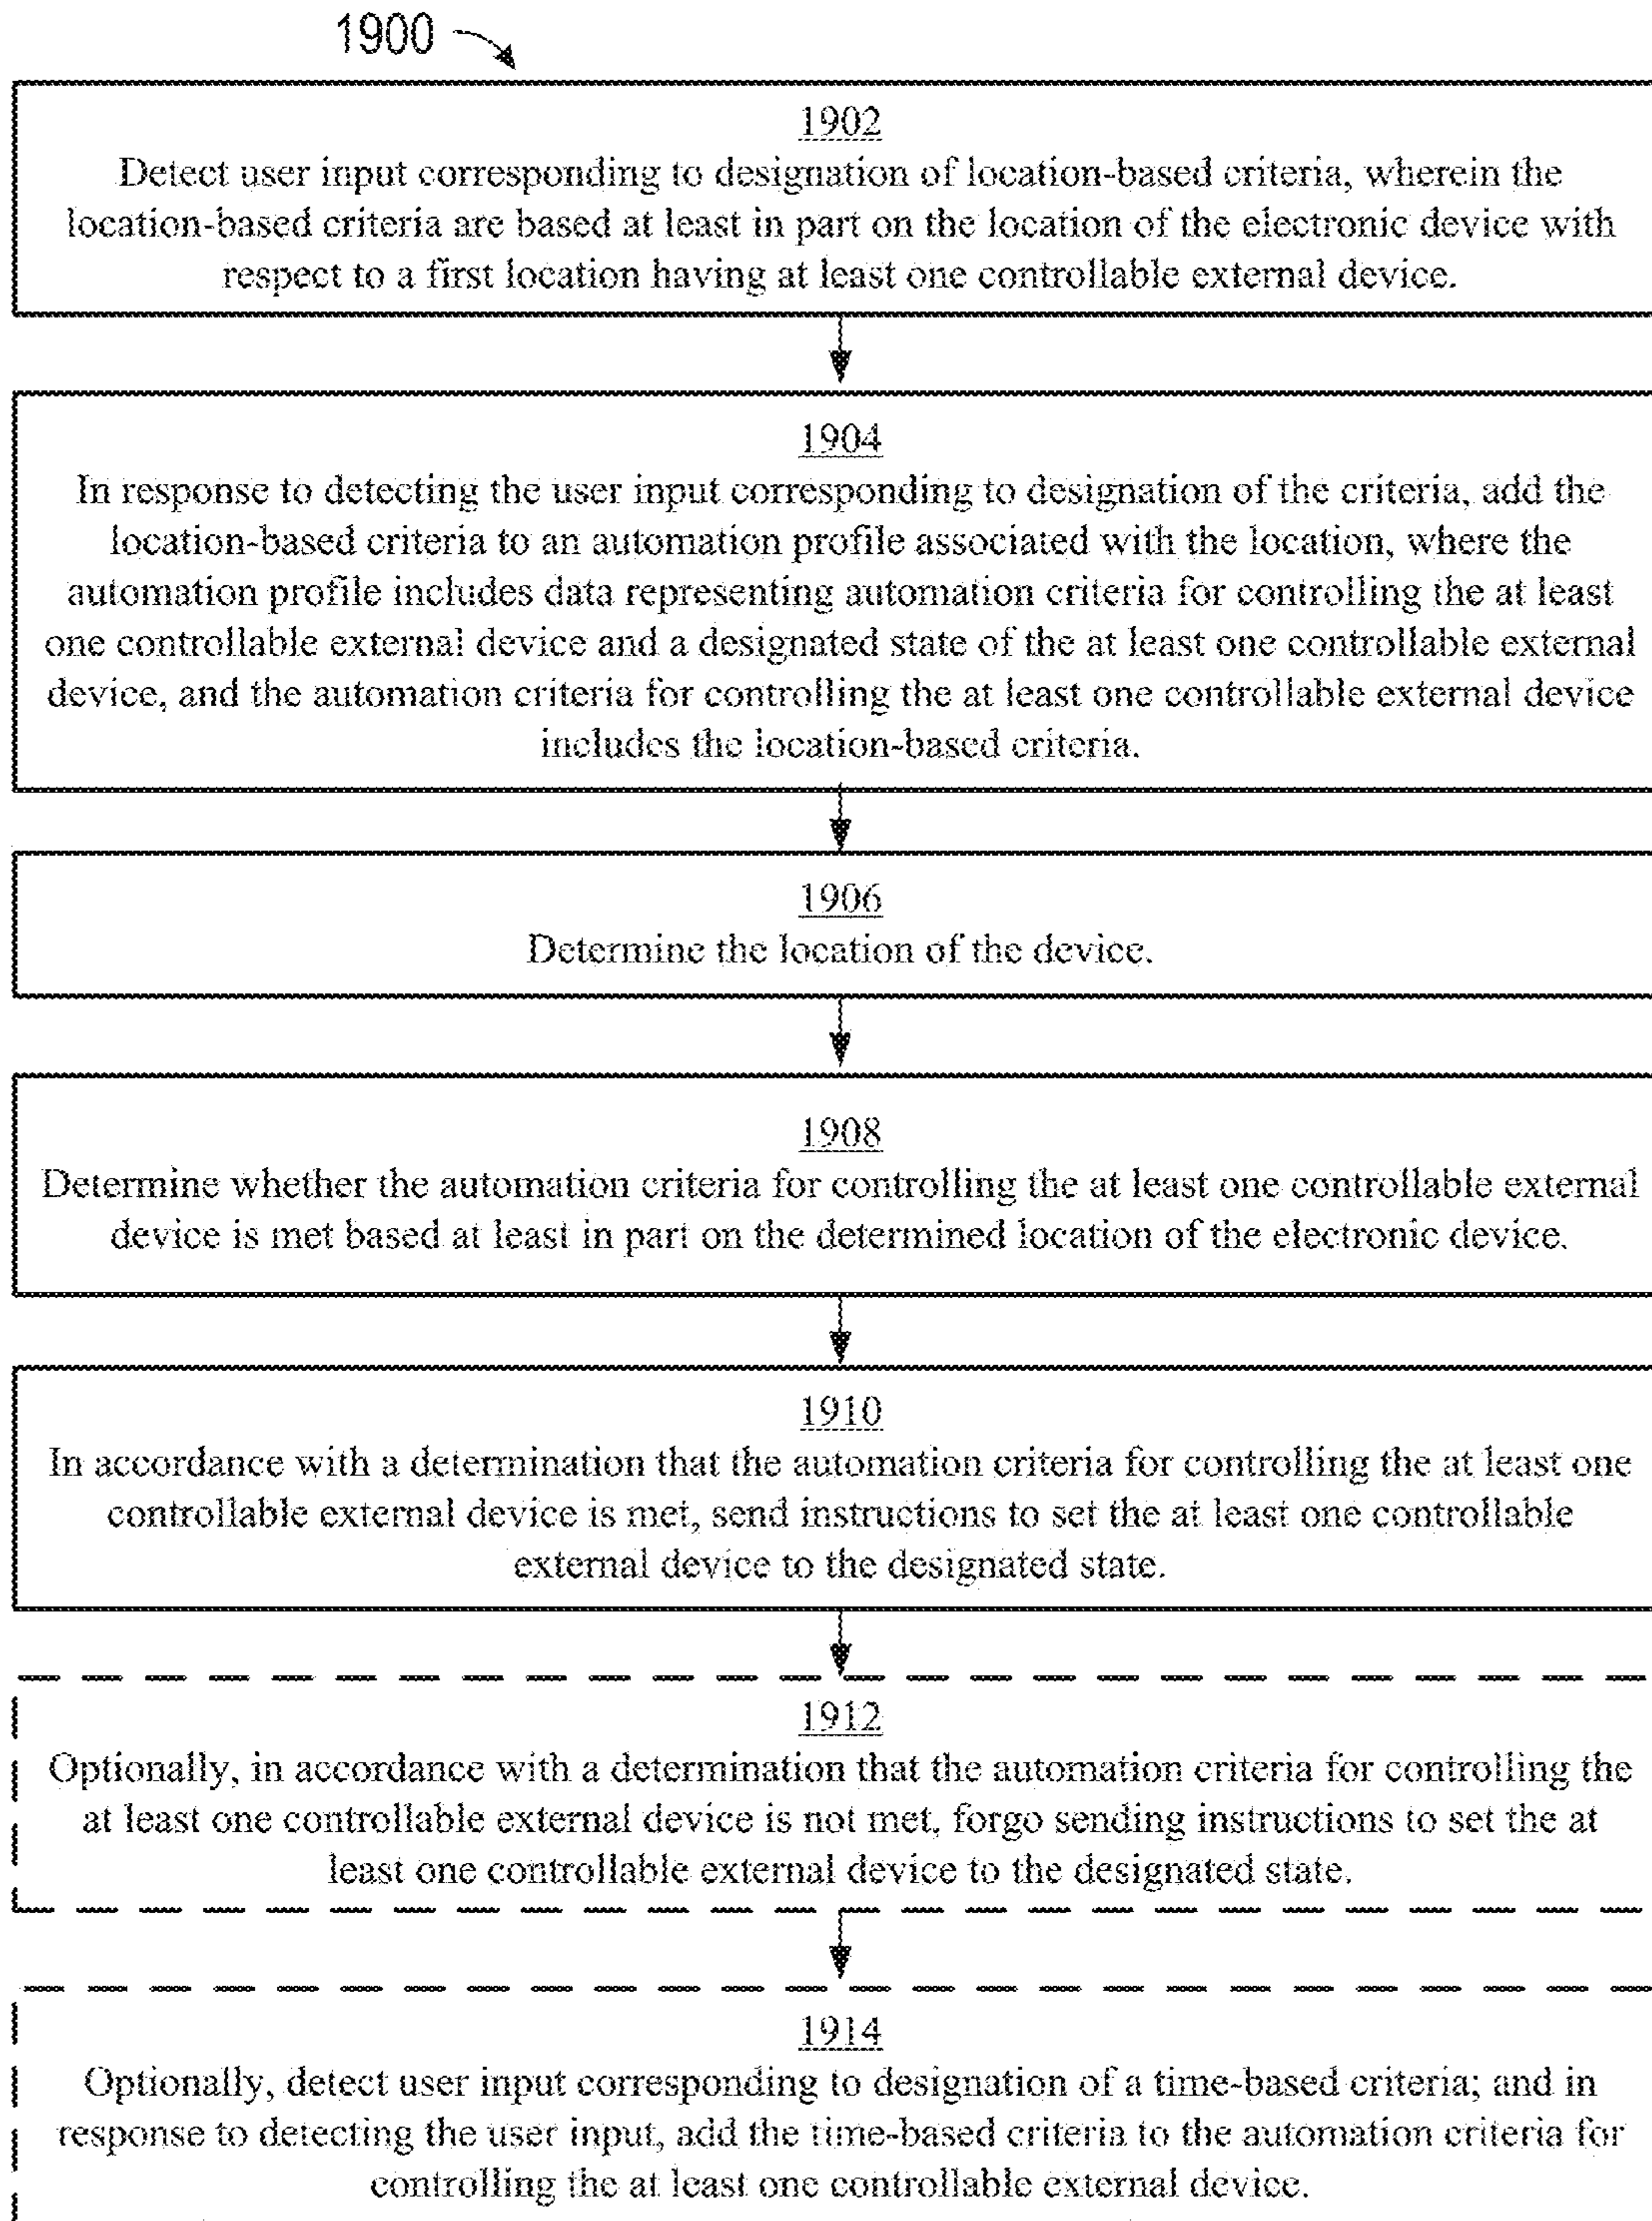 1900
1902
Detect user input corresponding to designation of location-based criteria, wherein the
location-based criteria are based at least in part on the location of the electronic device with
respect to a first location having at least one controllable external device.
1904
In response to detecting the user input corresponding to designation of the criteria, add the
location-based criteria to an automation profile associated with the location, where the
automation profile includes data representing automation criteria for controlling the at least
one controllable external device and a designated state of the at least one controllable external
device, and the automation criteria for controlling the at least one controllable external device
includes the location-based criteria.
1906
Determine the location of the device.
1908
Determine whether the automation criteria for controlling the at least one controllable external
device is met based at least in part on the determined location of the electronic device.
1910
In accordance with a determination that the automation criteria for controlling the at least one
controllable external device is met, send instructions to set the at least one controllable
external device to the designated state.
1912
Optionally, in accordance with a determination that the automation criteria for controlling the
at least one controllable external device is not met, forgo sending instructions to set the at
least one controllable external device to the designated state.
1914
Optionally, detect user input corresponding to designation of a time-based criteria; and in
response to detecting the user input, add the time-based criteria to the automation criteria for
controlling the at least one controllable external device.